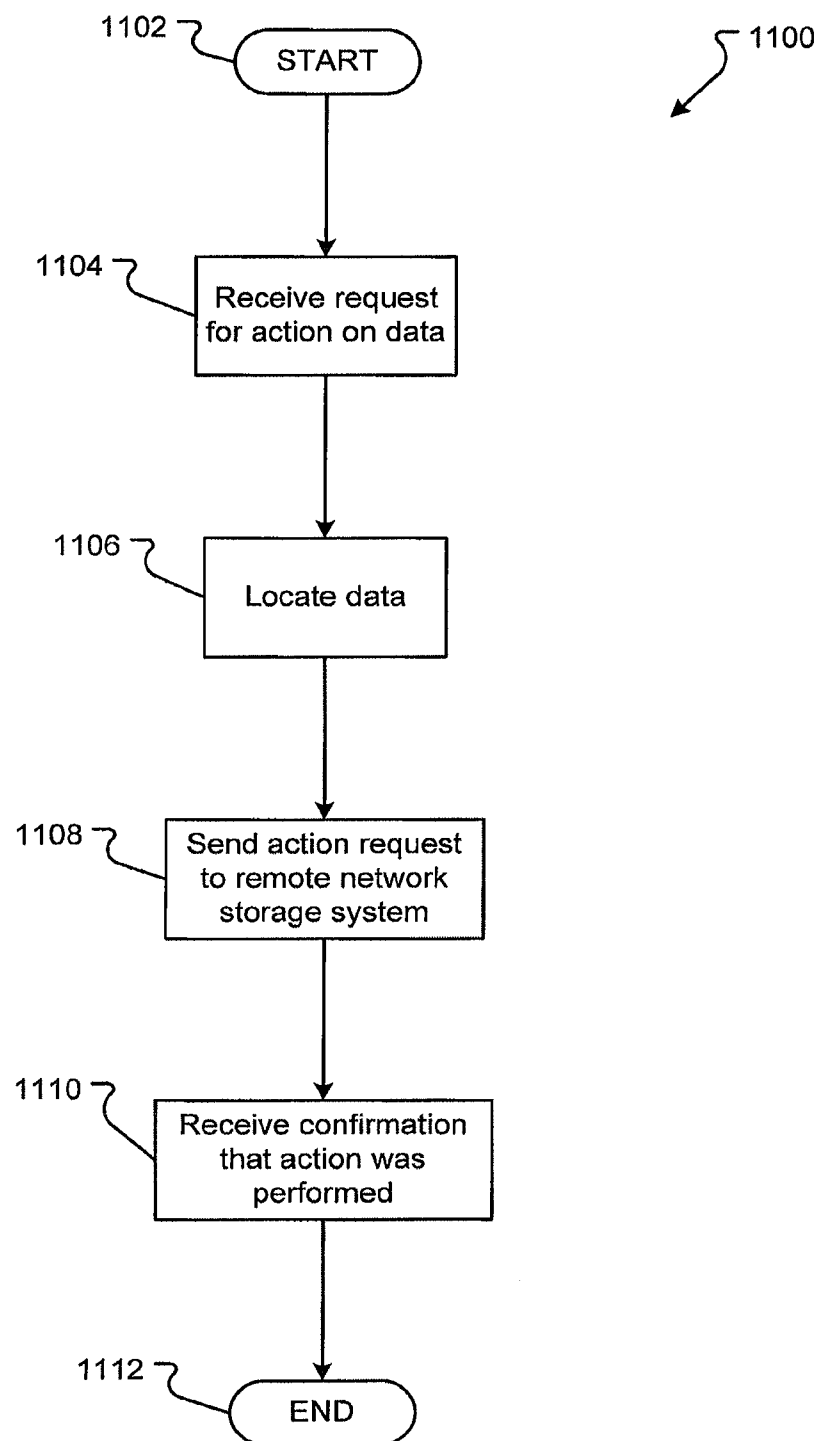 1102
START
1100
1104
Receive request
for action on data
1106
Locate data
1108
Send action request
to remote network
storage system
1110
Receive confirmation
that action was
performed
1112
END